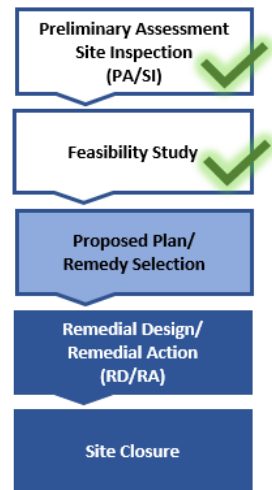 Preliminary Assessment
Site Inspection
(PA/SI)
Feasibility Study
Proposed Plan/
Remedy Selection
Remedial Design/
Remedial Action
(RD/RA)
Site Closure